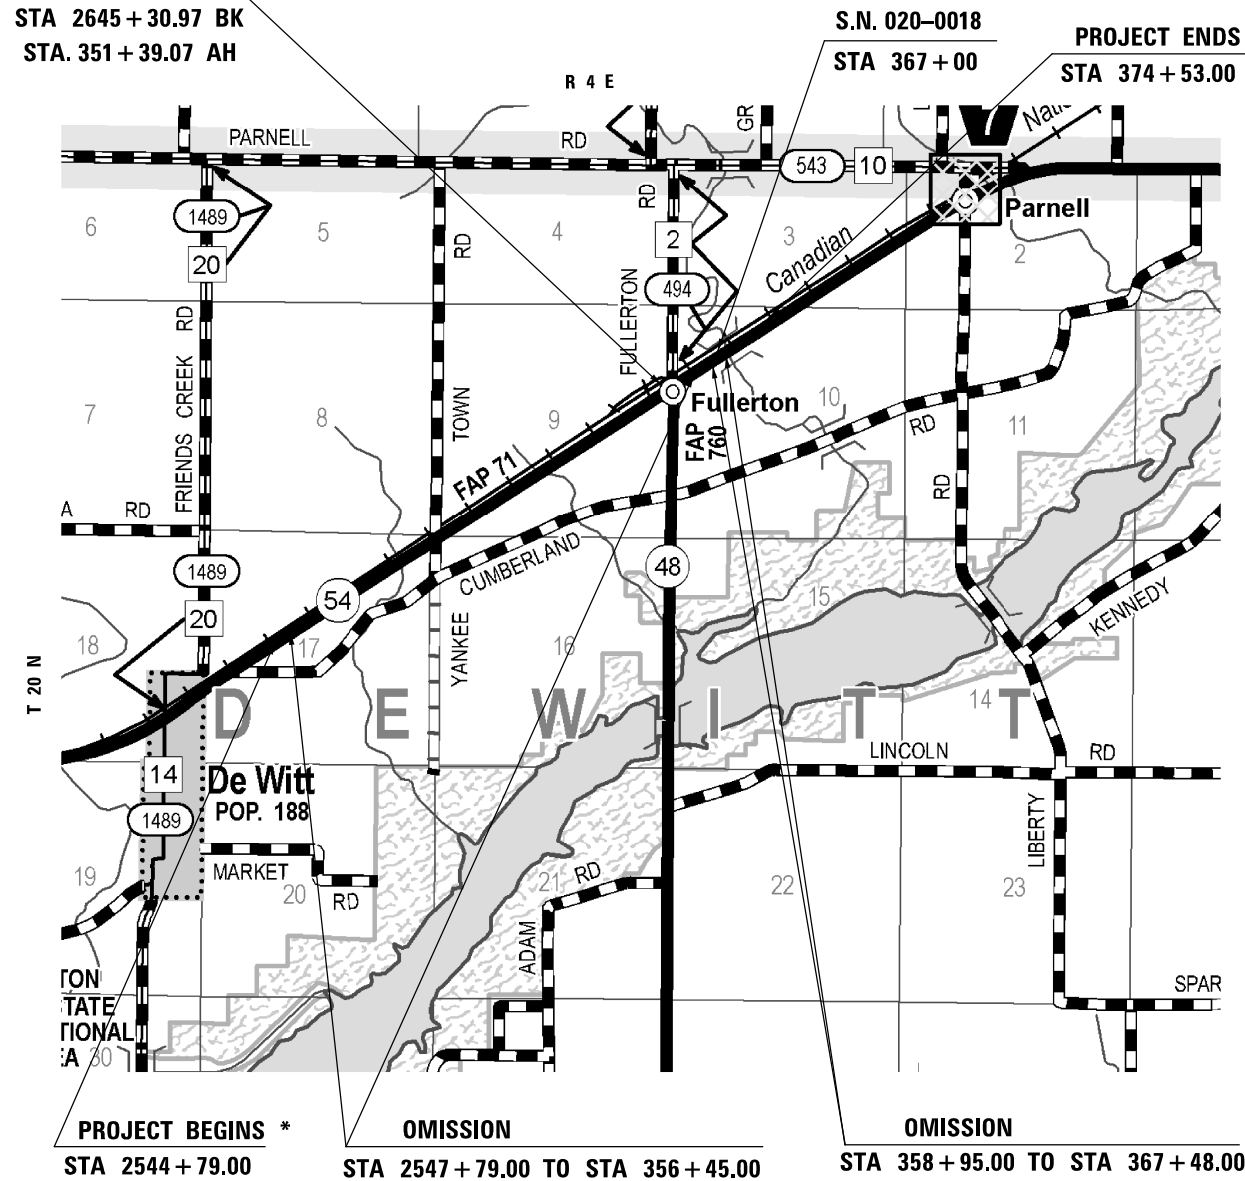 STA 2645 + 30.97 BK
STA. 351 + 39.07 AH
S.N. 020–0018
STA 367 + 00
PROJECT ENDS
STA 374 + 53.00
R 4 E
PARNELL RD
GR
543
10
1489
20
6
5
4
3
2
RD
RD
2
494
FULLERTON
Canadian
Parnell
FRIENDS CREEK RD
7
8
9
10
11
TOWN
Fullerton
FAP 760
FAP 71
RD
RD
A RD
1489
20
54
48
CUMBERLAND
15
KENNEDY
18
17
16
14
YANKEE
T 20 N
D E W I T T
LINCOLN RD
14
1489
De Witt
POP. 188
LIBERTY
MARKET RD
19
20
21
RD
22
23
ADAM
TON
TATE
TIONAL
EA
30
SPAR
PROJECT BEGINS *
STA 2544 + 79.00
OMISSION
STA 2547 + 79.00 TO STA 356 + 45.00
OMISSION
STA 358 + 95.00 TO STA 367 + 48.00